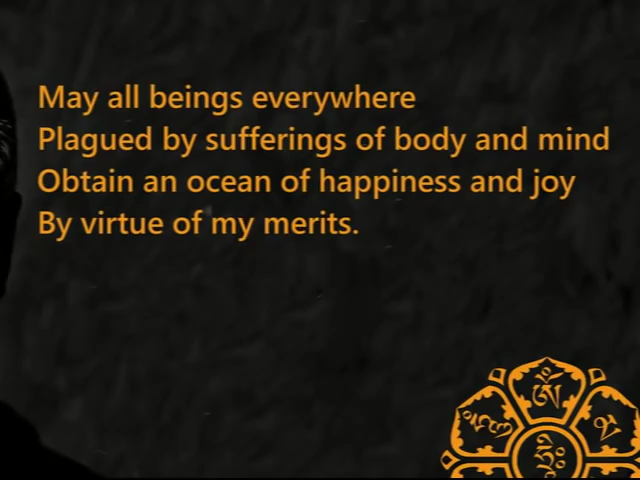 May all beings everywhere
Plagued by sufferings of body and mind
Obtain an ocean of happiness and joy
By virtue of my merits.
ༀ